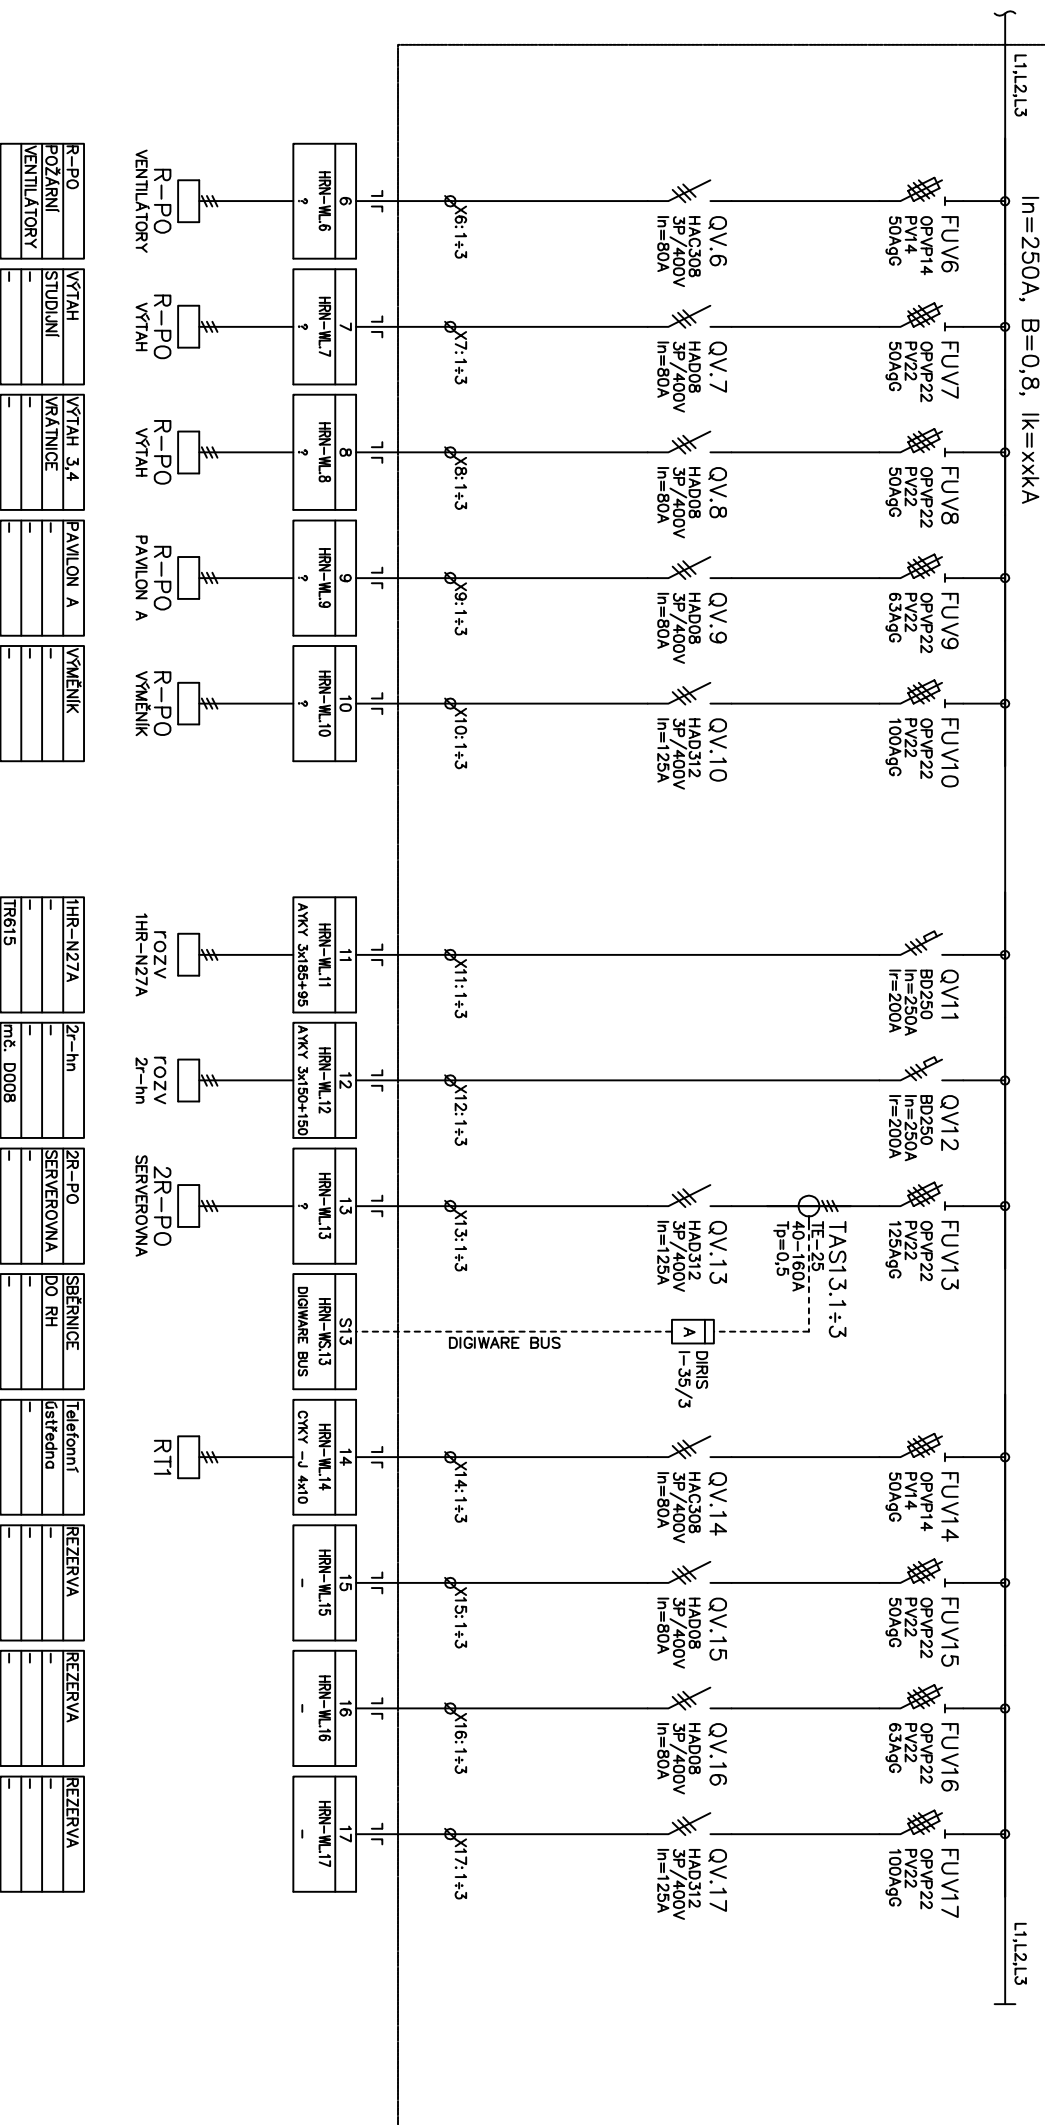 L1,L2,L3
In=250A, B=0,8, Ik=xxkA
L1,L2,L3
FUV6
OPVP14
PV14
50AgG
FUV7
OPVP22
PV22
50AgG
FUV8
OPVP22
PV22
50AgG
FUV9
OPVP22
PV22
63AgG
FUV10
OPVP22
PV22
100AgG
QV11
BD250
In=250A
Ir=200A
QV12
BD250
In=250A
Ir=200A
FUV13
OPVP22
PV22
125AgG
FUV14
OPVP14
PV14
50AgG
FUV15
OPVP22
PV22
50AgG
FUV16
OPVP22
PV22
63AgG
FUV17
OPVP22
PV22
100AgG
TAS13.1÷3
TE-25
40-160A
Tp=0,5
QV.6
HAC308
3P/400V
In=80A
QV.7
HAD08
3P/400V
In=80A
QV.8
HAD08
3P/400V
In=80A
QV.9
HAD08
3P/400V
In=80A
QV.10
HAD312
3P/400V
In=125A
QV.13
HAD312
3P/400V
In=125A
A
DIRIS
I-35/3
QV.14
HAC308
3P/400V
In=80A
QV.15
HAD08
3P/400V
In=80A
QV.16
HAD08
3P/400V
In=80A
QV.17
HAD312
3P/400V
In=125A
X6:1÷3
X7:1÷3
X8:1÷3
X9:1÷3
X10:1÷3
X11:1÷3
X12:1÷3
X13:1÷3
DIGIWARE BUS
X14:1÷3
X15:1÷3
X16:1÷3
X17:1÷3
6
HRN-WL.6
?
7
HRN-WL.7
?
8
HRN-WL.8
?
9
HRN-WL.9
?
10
HRN-WL.10
?
11
HRN-WL.11
AYKY 3x185+95
12
HRN-WL.12
AYKY 3x150+150
13
HRN-WL.13
?
S13
HRN-WS.13
DIGIWARE BUS
14
HRN-WL.14
CYKY -J 4x10
15
HRN-WL.15
-
16
HRN-WL.16
-
17
HRN-WL.17
-
R-PO
VENTILÁTORY
R-PO
VÝTAH
R-PO
VÝTAH
R-PO
PAVILON A
R-PO
VÝMĚNÍK
rozv
1HR-N27A
rozv
2r-hn
2R-PO
SERVEROVNA
RT1
R-PO
POŽÁRNÍ
VENTILÁTORY
VÝTAH
STUDIJNÍ
-
-
VÝTAH 3,4
VRÁTNICE
-
-
PAVILON A
-
-
-
VÝMĚNÍK
-
-
-
1HR-N27A
-
-
TR615
2r-hn
-
-
mč. D008
2R-PO
SERVEROVNA
-
-
SBĚRNICE
DO RH
-
-
Telefonní
ústředna
-
-
REZERVA
-
-
-
REZERVA
-
-
-
REZERVA
-
-
-